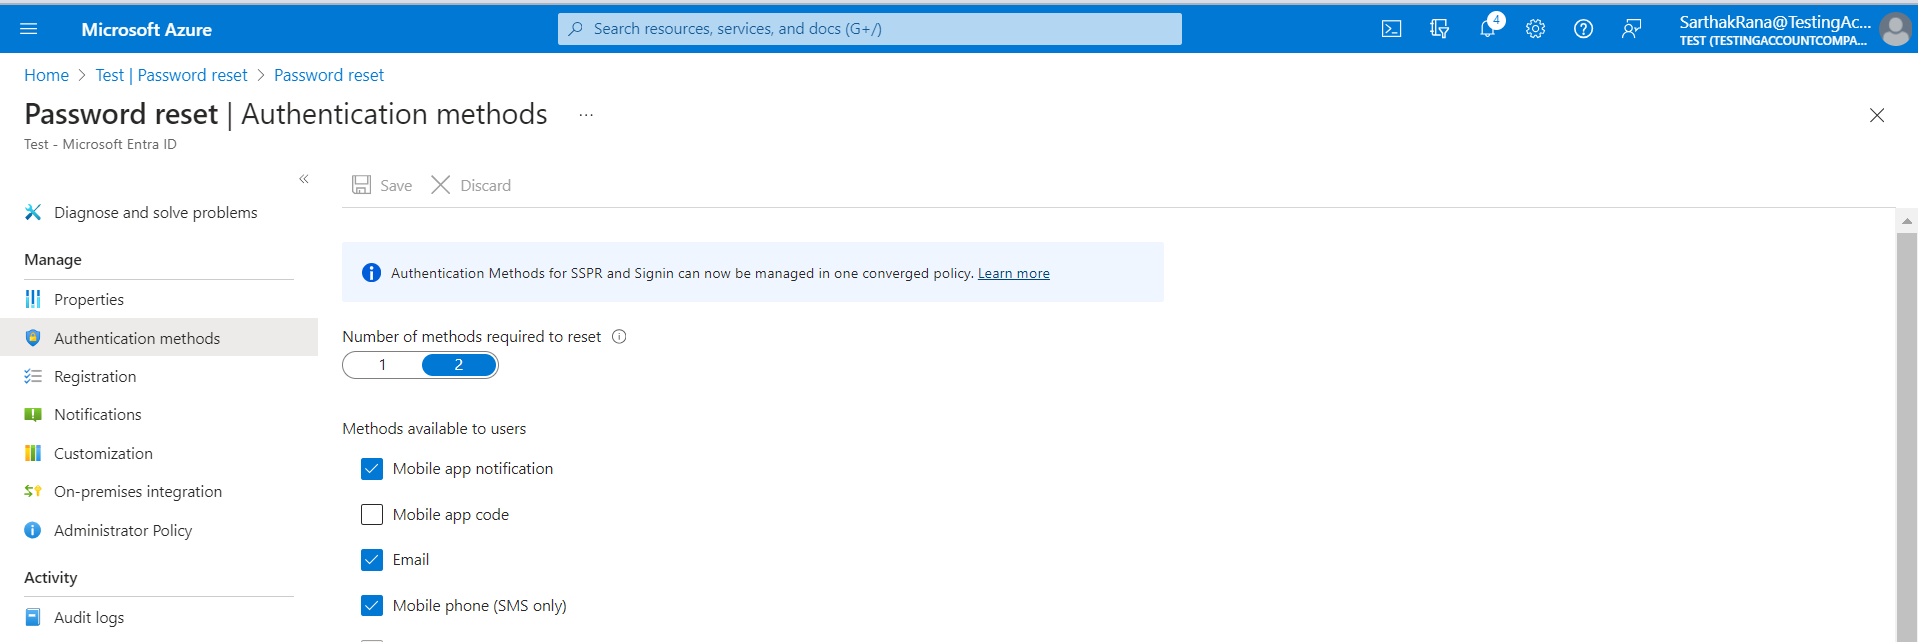 Microsoft Azure
Search resources, services, and docs (G+/)
4
SarthakRana@TestingAc...
TEST (TESTINGACCOUNTCOMPA...
Home > Test | Password reset > Password reset
Password reset | Authentication methods ...
Test - Microsoft Entra ID
«
Save Discard
Diagnose and solve problems
Manage
Properties
Authentication methods
Registration
Notifications
Customization
On-premises integration
Administrator Policy
Activity
Audit logs
Authentication Methods for SSPR and Signin can now be managed in one converged policy. Learn more
Number of methods required to reset
1 2
Methods available to users
Mobile app notification
Mobile app code
Email
Mobile phone (SMS only)